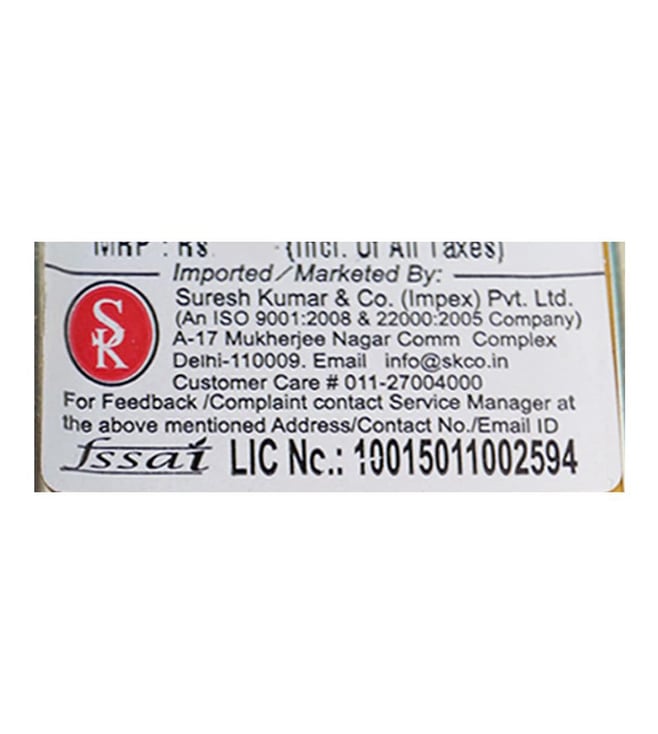 MRP : Rs. (Incl. Of All Taxes)
Imported/Marketed By:
SK
Suresh Kumar & Co. (Impex) Pvt. Ltd.
(An ISO 9001:2008 & 22000:2005 Company)
A-17 Mukherjee Nagar Comm Complex
Delhi-110009. Email info@skco.in
Customer Care # 011-27004000
For Feedback /Complaint contact Service Manager at
the above mentioned Address/Contact No./Email ID
fssai LIC No.: 10015011002594